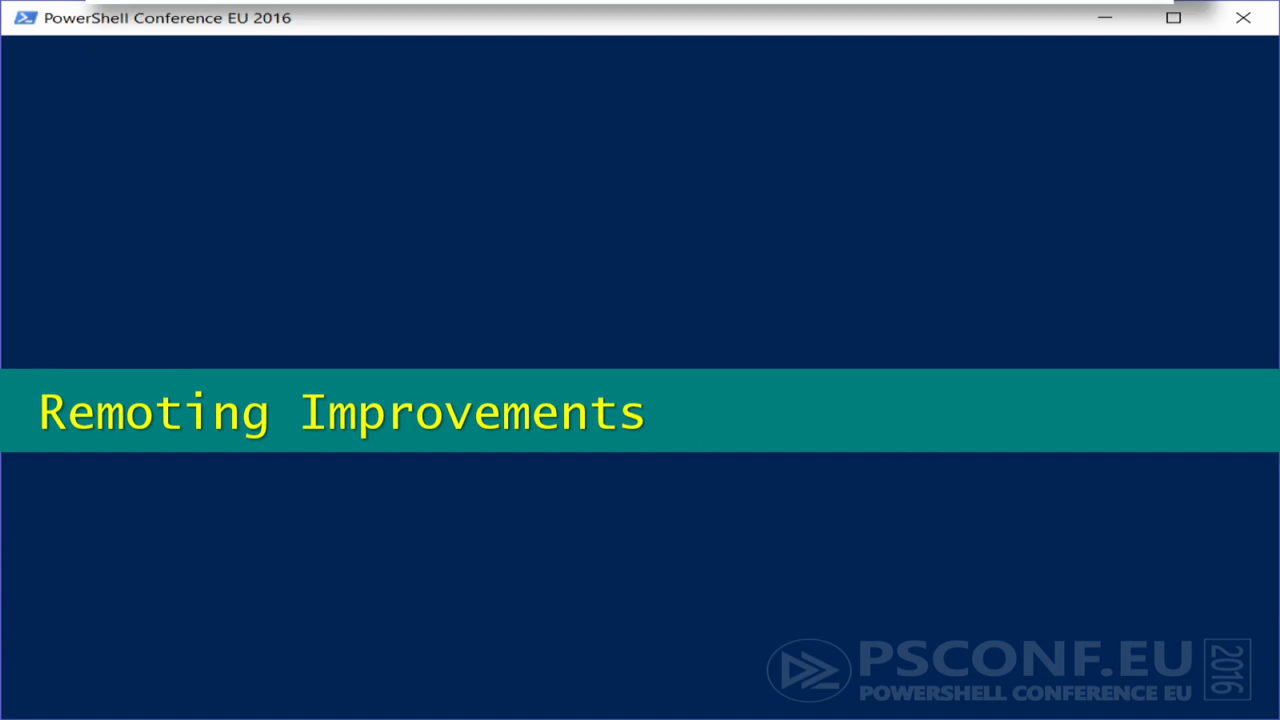 PowerShell Conference EU 2016
Remoting Improvements
PSCONF.EU
POWERSHELL CONFERENCE EU
2016